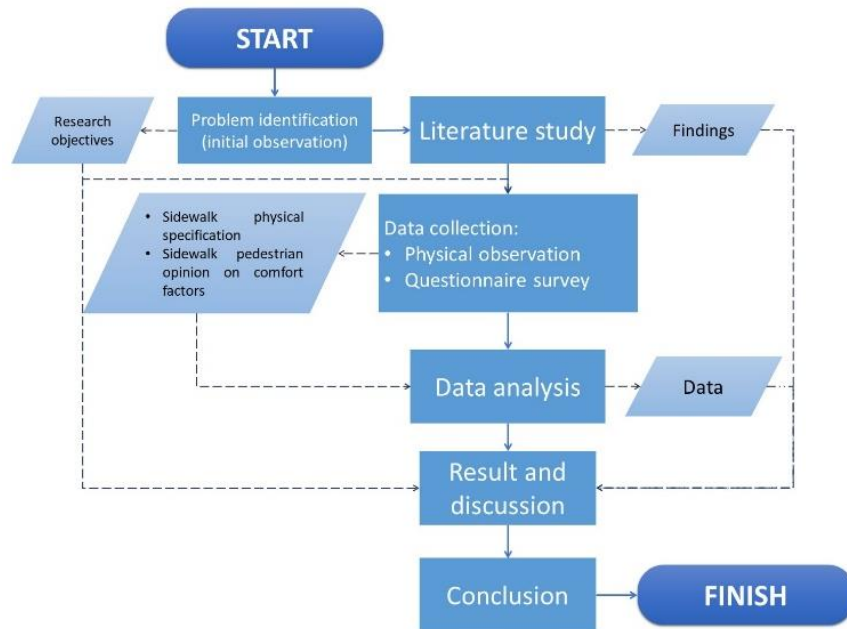 START
Research
objectives
Problem identification
(initial observation)
Literature study
Findings
• Sidewalk physical
specification
• Sidewalk pedestrian
opinion on comfort
factors
Data collection:
• Physical observation
• Questionnaire survey
Data analysis
Data
Result and
discussion
Conclusion
FINISH